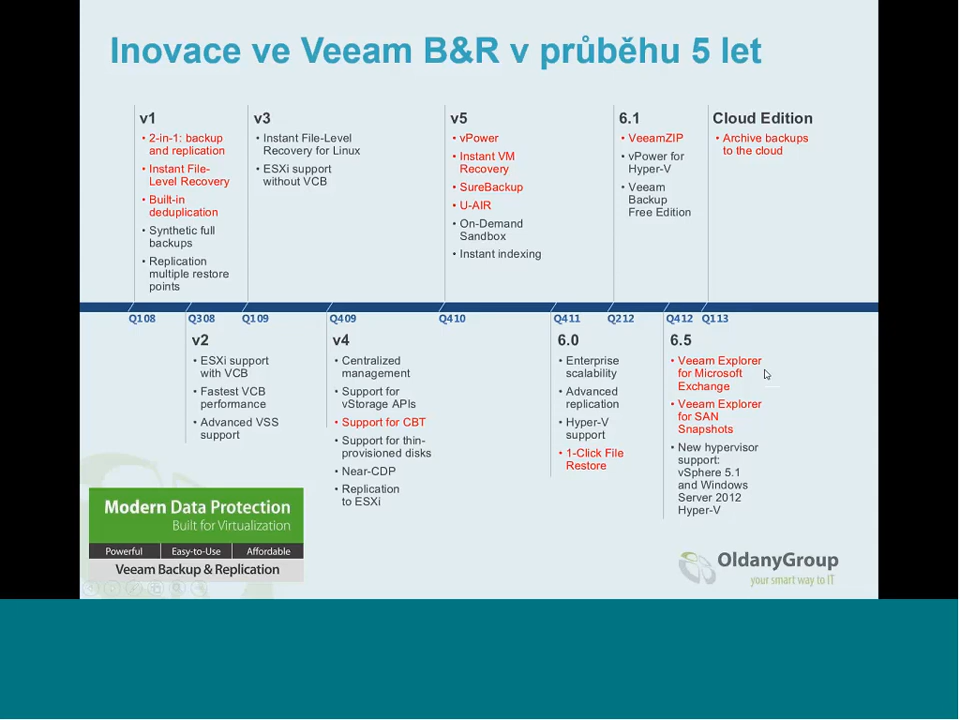 Inovace ve Veeam B&R v průběhu 5 let
v1
• 2-in-1: backup
and replication
• Instant File-
Level Recovery
• Built-in
deduplication
• Synthetic full
backups
• Replication
multiple restore
points
v3
• Instant File-Level
Recovery for Linux
• ESXi support
without VCB
v5
• vPower
• Instant VM
Recovery
• SureBackup
• U-AIR
• On-Demand
Sandbox
• Instant indexing
6.1
• VeeamZIP
• vPower for
Hyper-V
• Veeam
Backup
Free Edition
Cloud Edition
• Archive backups
to the cloud
Q108 Q308 Q109 Q409 Q410 Q411 Q212 Q412 Q113
v2
• ESXi support
with VCB
• Fastest VCB
performance
• Advanced VSS
support
v4
• Centralized
management
• Support for
vStorage APIs
• Support for CBT
• Support for thin-
provisioned disks
• Near-CDP
• Replication
to ESXi
6.0
• Enterprise
scalability
• Advanced
replication
• Hyper-V
support
• 1-Click File
Restore
6.5
• Veeam Explorer
for Microsoft
Exchange
• Veeam Explorer
for SAN
Snapshots
• New hypervisor
support:
vSphere 5.1
and Windows
Server 2012
Hyper-V
Modern Data Protection
Built for Virtualization
Powerful Easy-to-Use Affordable
Veeam Backup & Replication
OldanyGroup
your smart way to IT